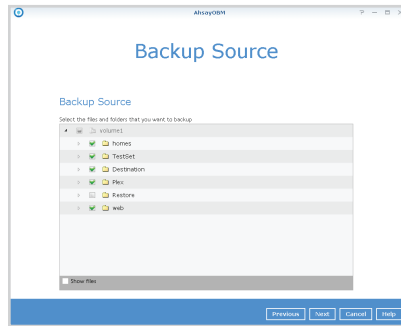 AhsayOBM
Backup Source
Backup Source
Select the files and folders that you want to backup
volume1
homes
TestSet
Destination
Plex
Restore
web
Show files
Previous Next Cancel Help